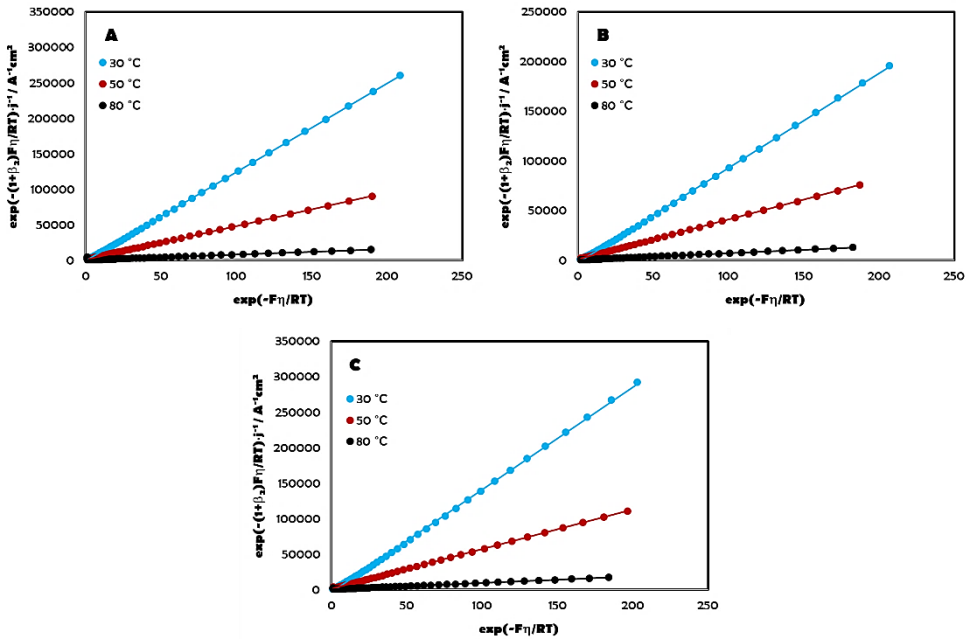 A
30 °C
50 °C
80 °C
350000
300000
250000
200000
150000
100000
50000
0
exp(-(1+β₂)Fη/RT)·j⁻¹ / A⁻¹cm²
0 50 100 150 200 250
exp(-Fη/RT)
B
30 °C
50 °C
80 °C
250000
200000
150000
100000
50000
0
exp(-(1+β₂)Fη/RT)·j⁻¹ / A⁻¹cm²
0 50 100 150 200 250
exp(-Fη/RT)
C
30 °C
50 °C
80 °C
350000
300000
250000
200000
150000
100000
50000
0
exp(-(1+β₂)Fη/RT)·j⁻¹ / A⁻¹cm²
0 50 100 150 200 250
exp(-Fη/RT)